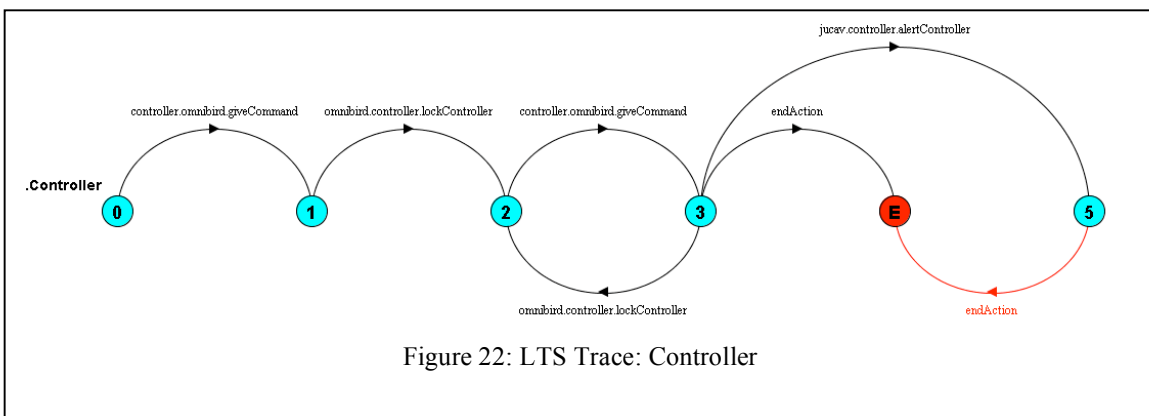 jucav.controller.alertController
controller.omnibird.giveCommand
omnibird.controller.lockController
controller.omnibird.giveCommand
endAction
.Controller
0
1
2
3
E
5
omnibird.controller.lockController
endAction
Figure 22: LTS Trace: Controller